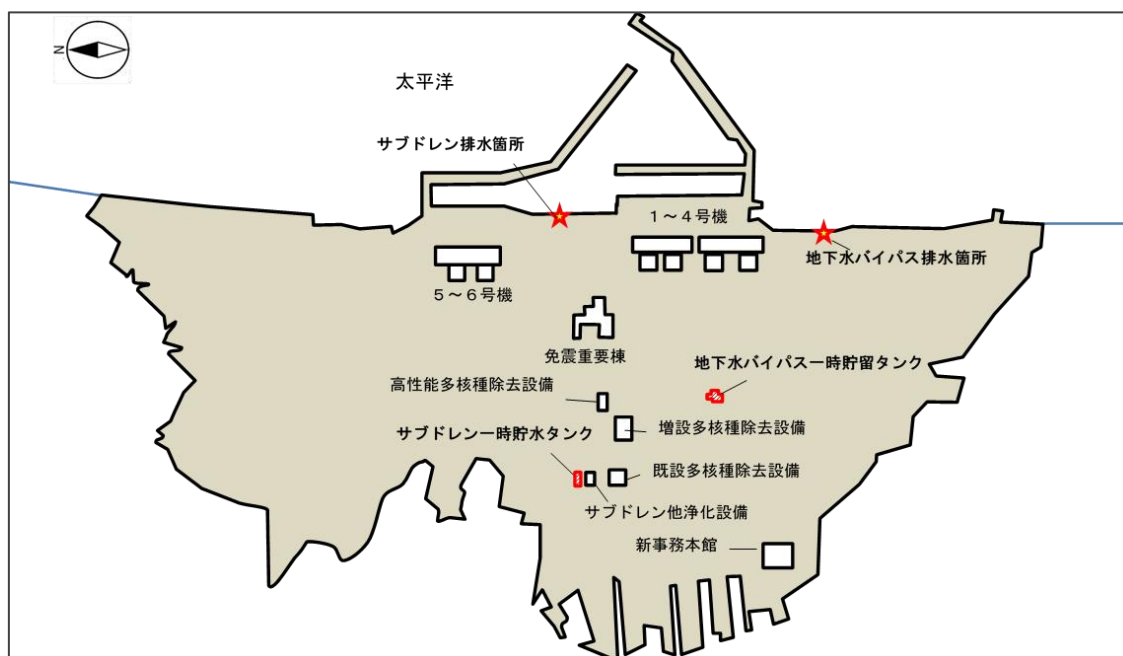 N
太平洋
サブドレン排水箇所
1～4号機
地下水バイパス排水箇所
5～6号機
免震重要棟
地下水バイパス一時貯留タンク
高性能多核種除去設備
増設多核種除去設備
サブドレン一時貯水タンク
既設多核種除去設備
サブドレン他浄化設備
新事務本館